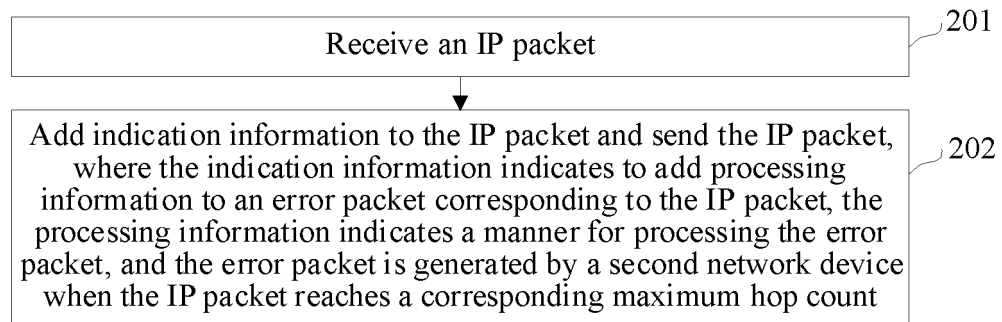 201
Receive an IP packet
Add indication information to the IP packet and send the IP packet,
where the indication information indicates to add processing
information to an error packet corresponding to the IP packet, the
processing information indicates a manner for processing the error
packet, and the error packet is generated by a second network device
when the IP packet reaches a corresponding maximum hop count
202